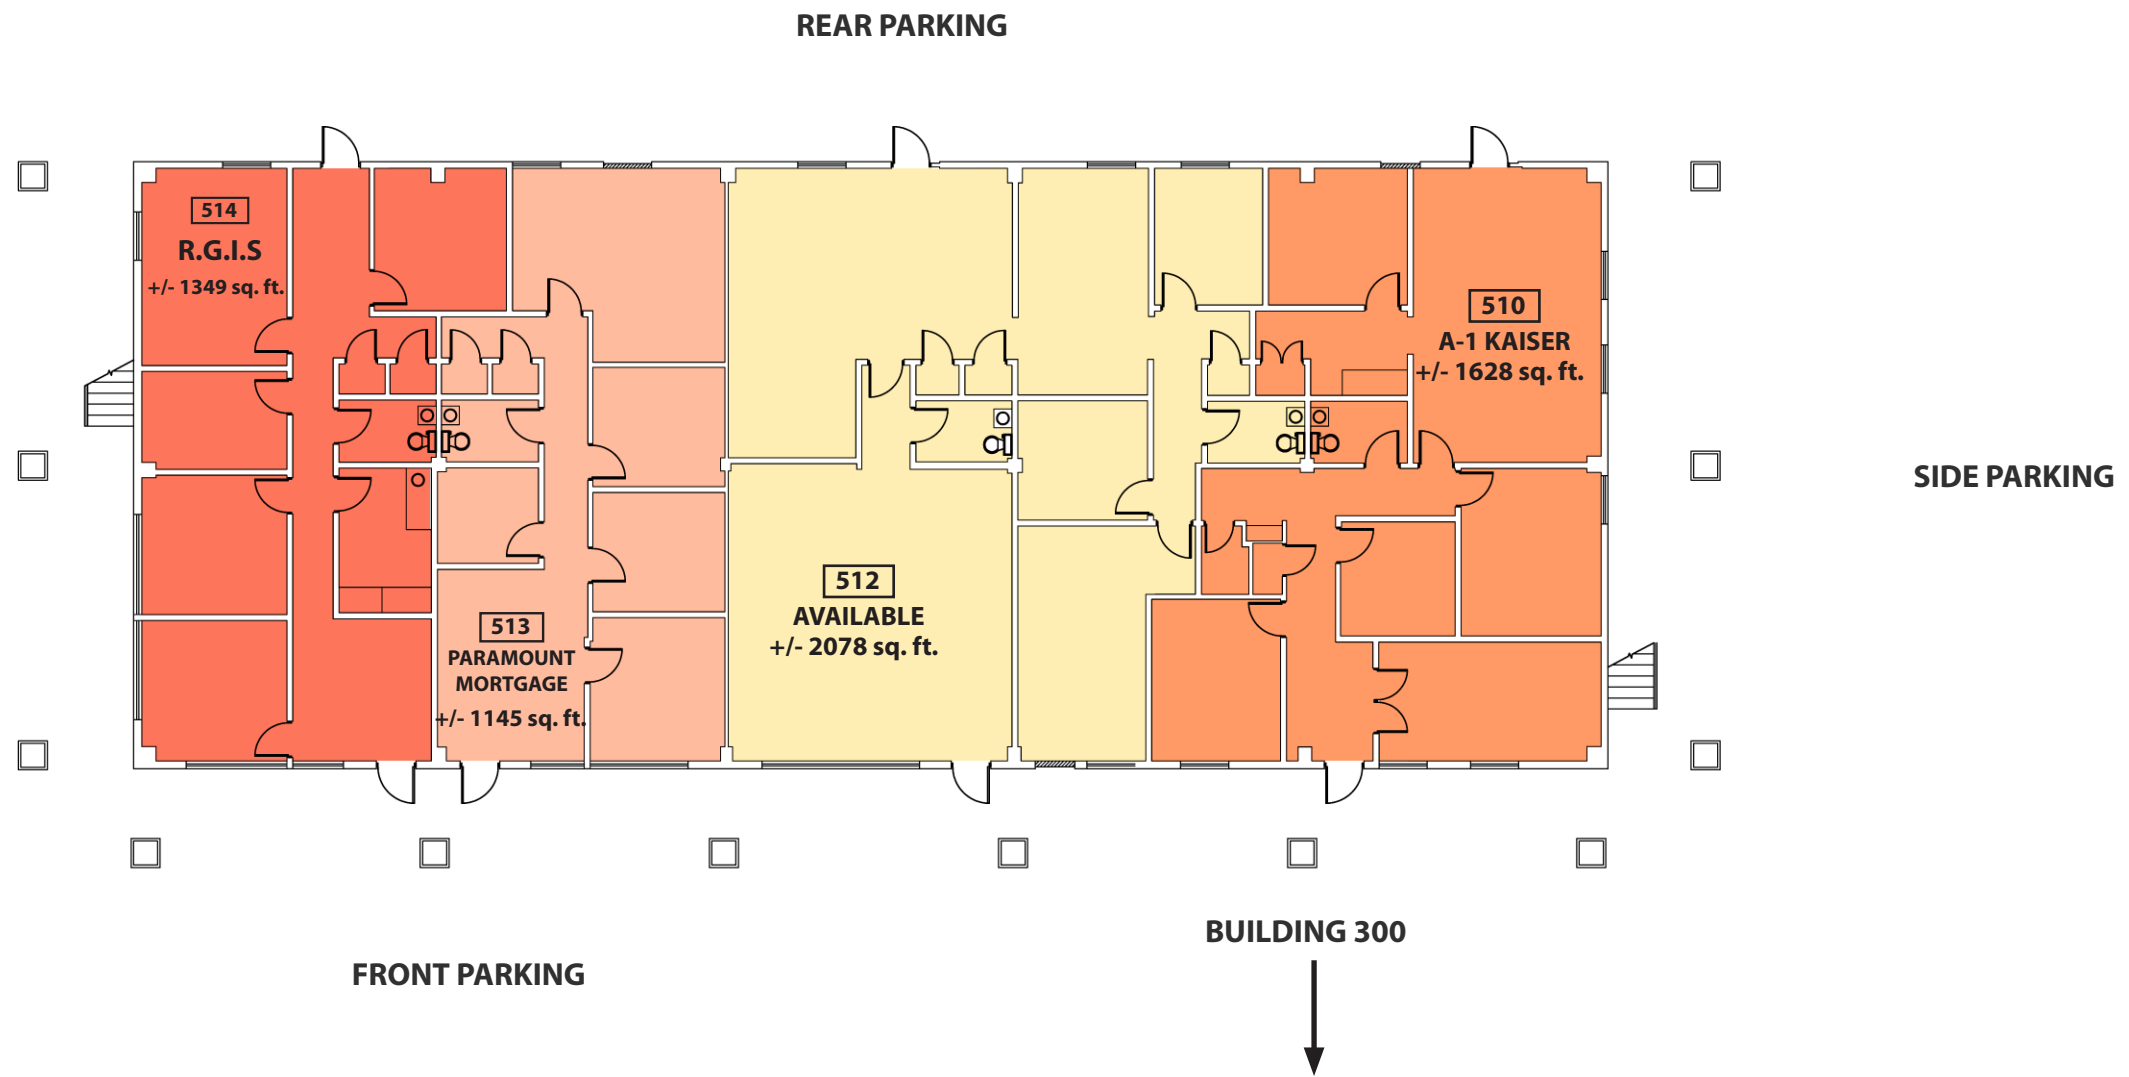 REAR PARKING
514
R.G.I.S
+/- 1349 sq. ft.
510
A-1 KAISER
+/- 1628 sq. ft.
SIDE PARKING
512
AVAILABLE
+/- 2078 sq. ft.
513
PARAMOUNT
MORTGAGE
+/- 1145 sq. ft.
BUILDING 300
FRONT PARKING